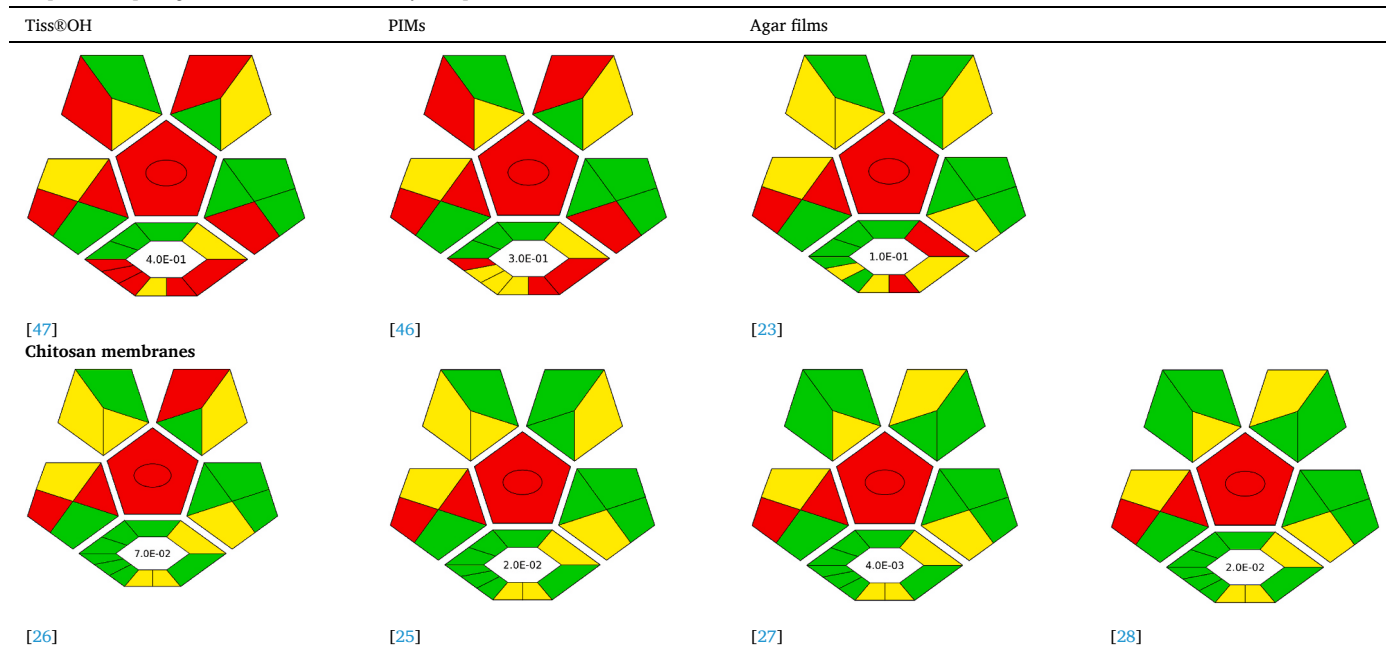 Tiss®OH PIMs Agar films
4.0E-01 3.0E-01 1.0E-01
[47] [46] [23]
Chitosan membranes
7.0E-02 2.0E-02 4.0E-03 2.0E-02
[26] [25] [27] [28]